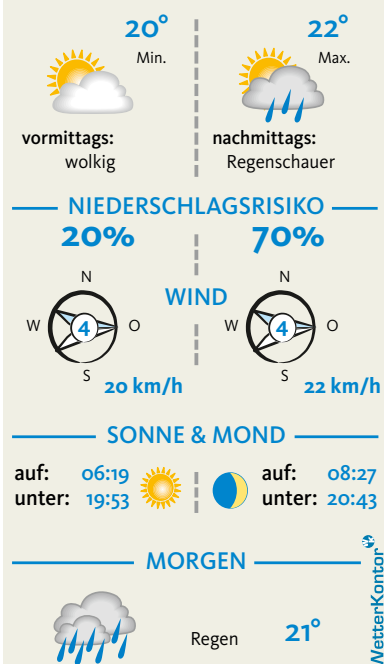 20° 22°
Min. Max.
vormittags: nachmittags:
wolkig Regenschauer
NIEDERSCHLAGSRISIKO
20% 70%
WIND
N N
W 4 O W 4 O
S S
20 km/h 22 km/h
SONNE & MOND
auf: 06:19 auf: 08:27
unter: 19:53 unter: 20:43
MORGEN
Regen 21°
WetterKontor